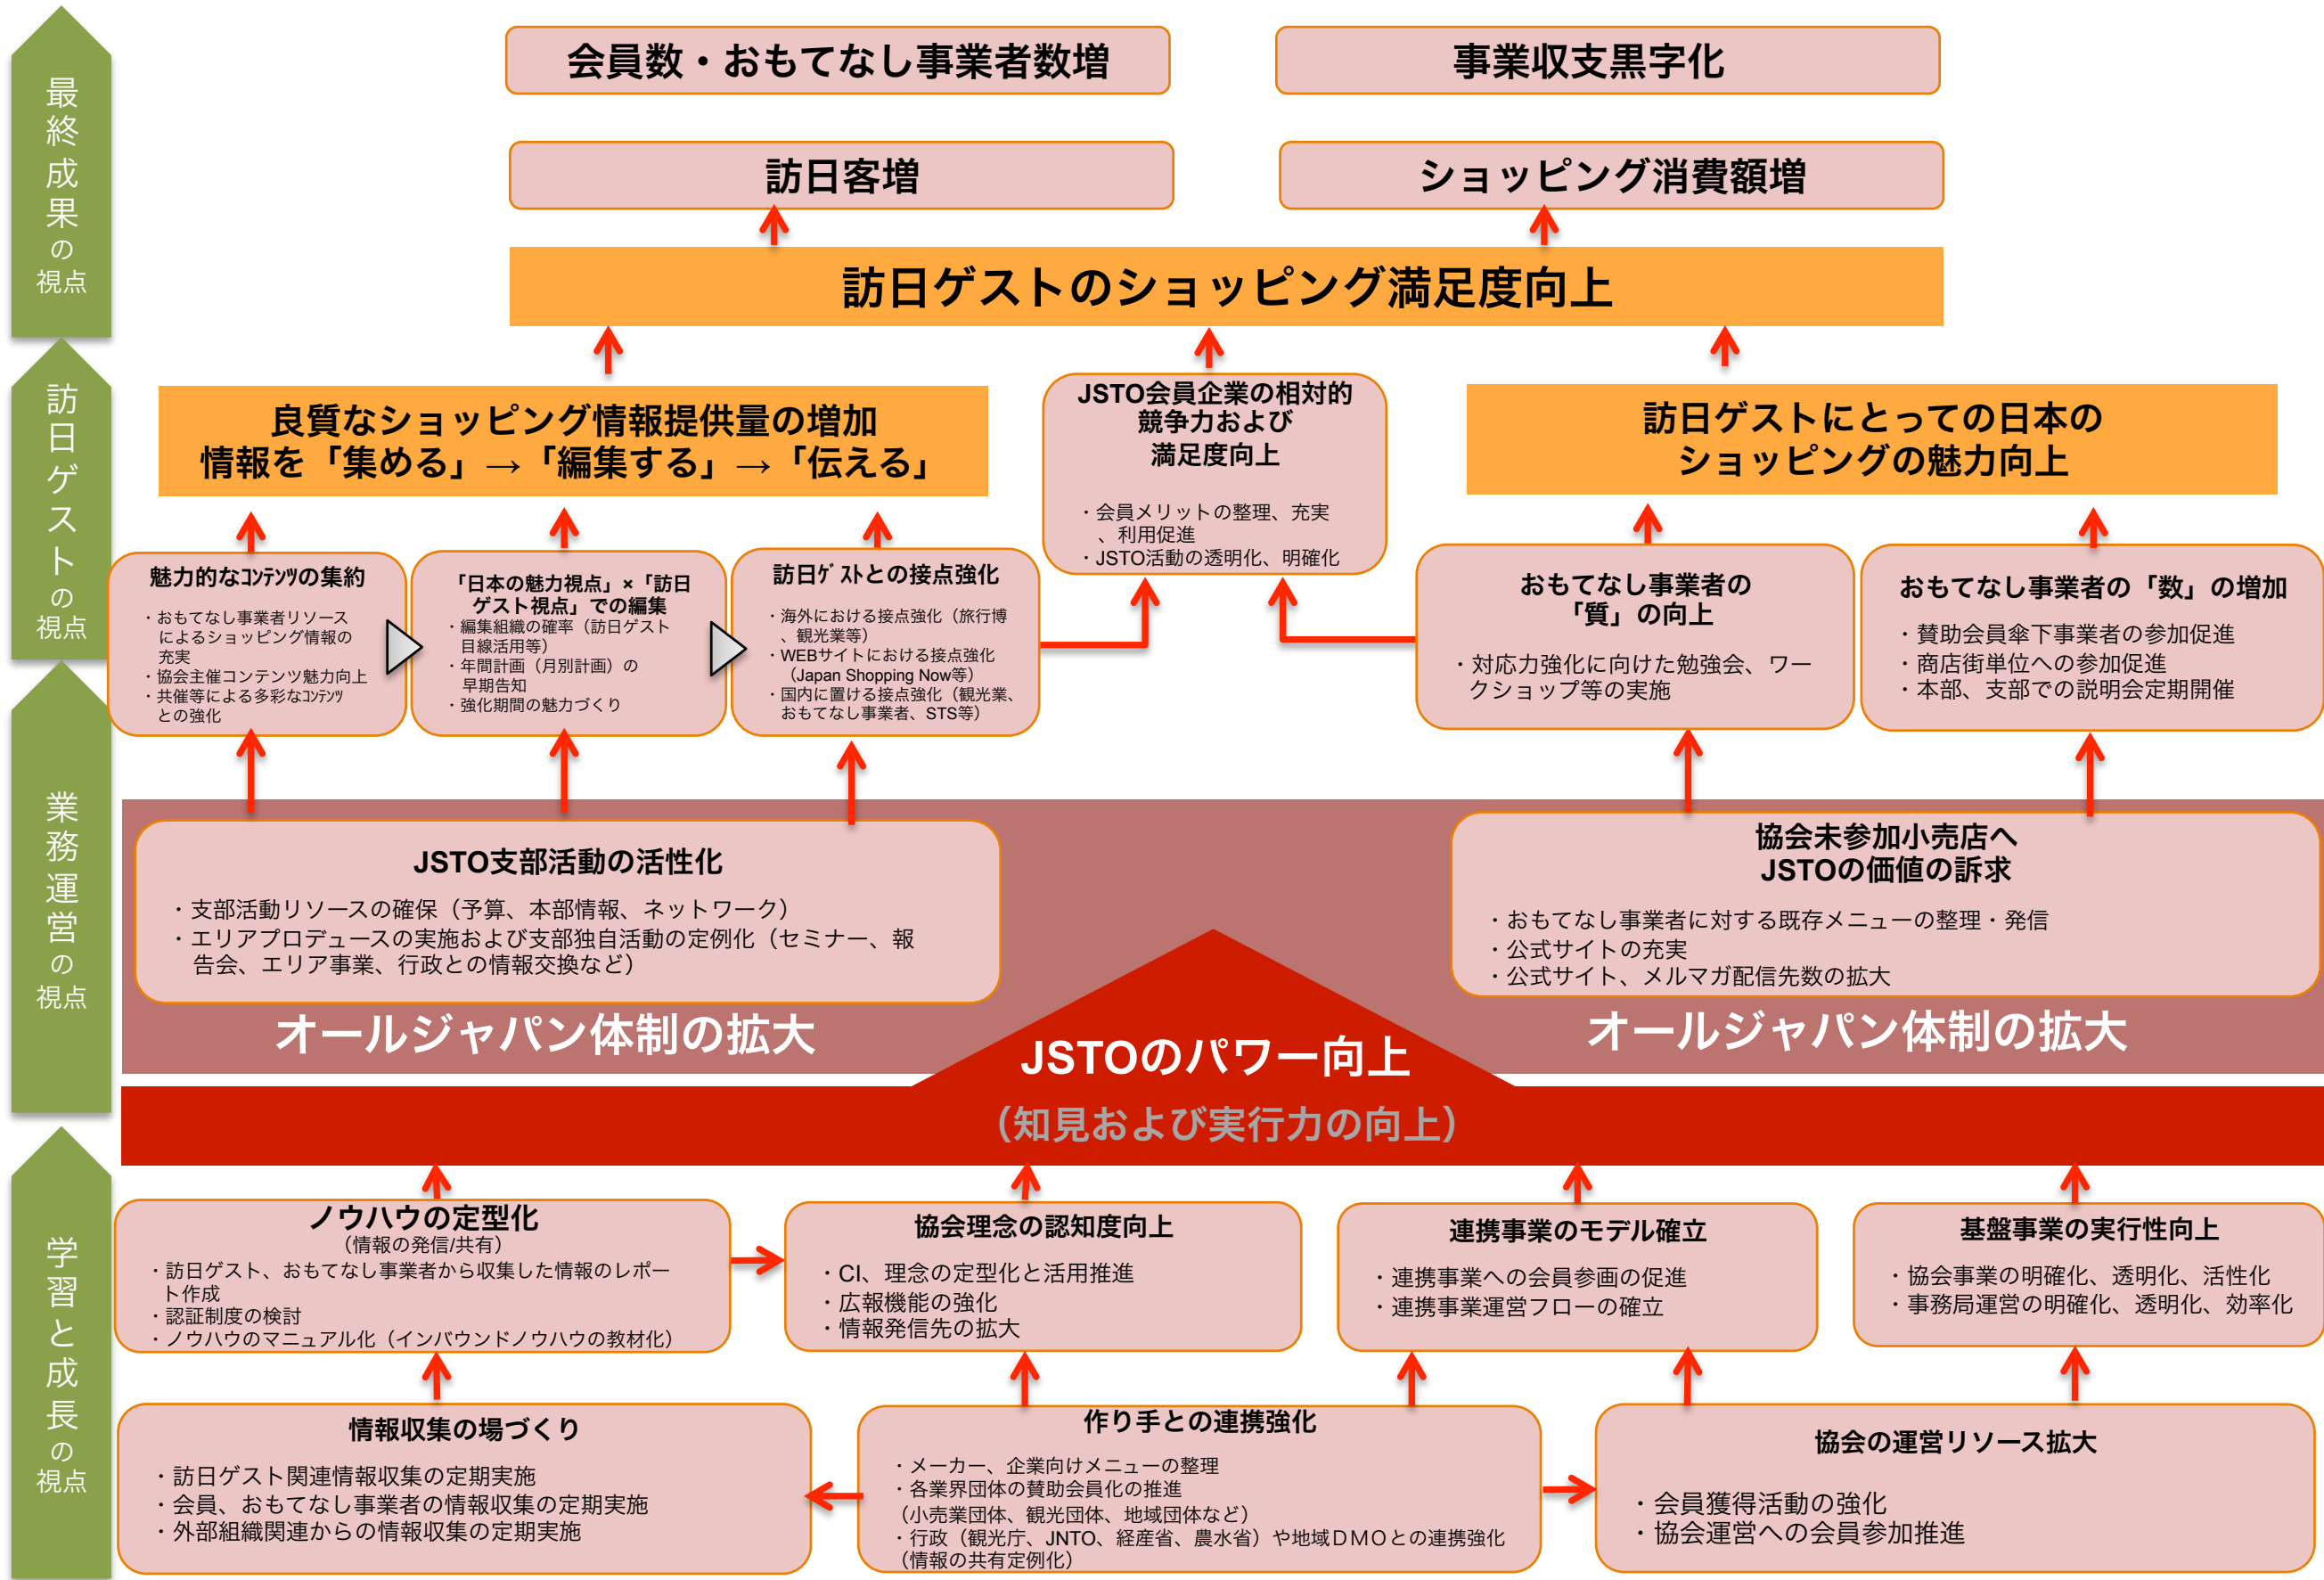 最終成果の視点
会員数・おもてなし事業者数増
事業収支黒字化
訪日客増
ショッピング消費額増
訪日ゲストのショッピング満足度向上
訪日ゲストの視点
良質なショッピング情報提供量の増加
情報を「集める」→「編集する」→「伝える」
JSTO会員企業の相対的
競争力および
満足度向上
・会員メリットの整理、充実
、利用促進
・JSTO活動の透明化、明確化
訪日ゲストにとっての日本の
ショッピングの魅力向上
魅力的なｺﾝﾃﾝﾂの集約
・おもてなし事業者リソース
によるショッピング情報の
充実
・協会主催コンテンツ魅力向上
・共催等による多彩なｺﾝﾃﾝﾂ
との強化
「日本の魅力視点」×「訪日
ゲスト視点」での編集
・編集組織の確率（訪日ゲスト
目線活用等）
・年間計画（月別計画）の
早期告知
・強化期間の魅力づくり
訪日ｹﾞｽﾄとの接点強化
・海外における接点強化（旅行博
、観光業等）
・WEBサイトにおける接点強化
（Japan Shopping Now等）
・国内に置ける接点強化（観光業、
おもてなし事業者、STS等）
おもてなし事業者の
「質」の向上
・対応力強化に向けた勉強会、ワー
クショップ等の実施
おもてなし事業者の「数」の増加
・賛助会員傘下事業者の参加促進
・商店街単位への参加促進
・本部、支部での説明会定期開催
業務運営の視点
JSTO支部活動の活性化
・支部活動リソースの確保（予算、本部情報、ネットワーク）
・エリアプロデュースの実施および支部独自活動の定例化（セミナー、報
告会、エリア事業、行政との情報交換など）
協会未参加小売店へ
JSTOの価値の訴求
・おもてなし事業者に対する既存メニューの整理・発信
・公式サイトの充実
・公式サイト、メルマガ配信先数の拡大
オールジャパン体制の拡大
オールジャパン体制の拡大
JSTOのパワー向上
（知見および実行力の向上）
学習と成長の視点
ノウハウの定型化
（情報の発信/共有）
・訪日ゲスト、おもてなし事業者から収集した情報のレポー
ト作成
・認証制度の検討
・ノウハウのマニュアル化（インバウンドノウハウの教材化）
協会理念の認知度向上
・CI、理念の定型化と活用推進
・広報機能の強化
・情報発信先の拡大
連携事業のモデル確立
・連携事業への会員参画の促進
・連携事業運営フローの確立
基盤事業の実行性向上
・協会事業の明確化、透明化、活性化
・事務局運営の明確化、透明化、効率化
情報収集の場づくり
・訪日ゲスト関連情報収集の定期実施
・会員、おもてなし事業者の情報収集の定期実施
・外部組織関連からの情報収集の定期実施
作り手との連携強化
・メーカー、企業向けメニューの整理
・各業界団体の賛助会員化の推進
（小売業団体、観光団体、地域団体など）
・行政（観光庁、JNTO、経産省、農水省）や地域ＤＭＯとの連携強化
（情報の共有定例化）
協会の運営リソース拡大
・会員獲得活動の強化
・協会運営への会員参加推進